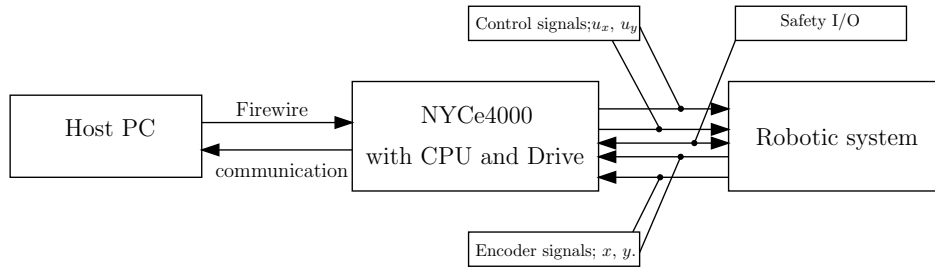 Control signals;u_x, u_y
Safety I/O
Firewire
Host PC
NYCe4000
with CPU and Drive
Robotic system
communication
Encoder signals; x, y.